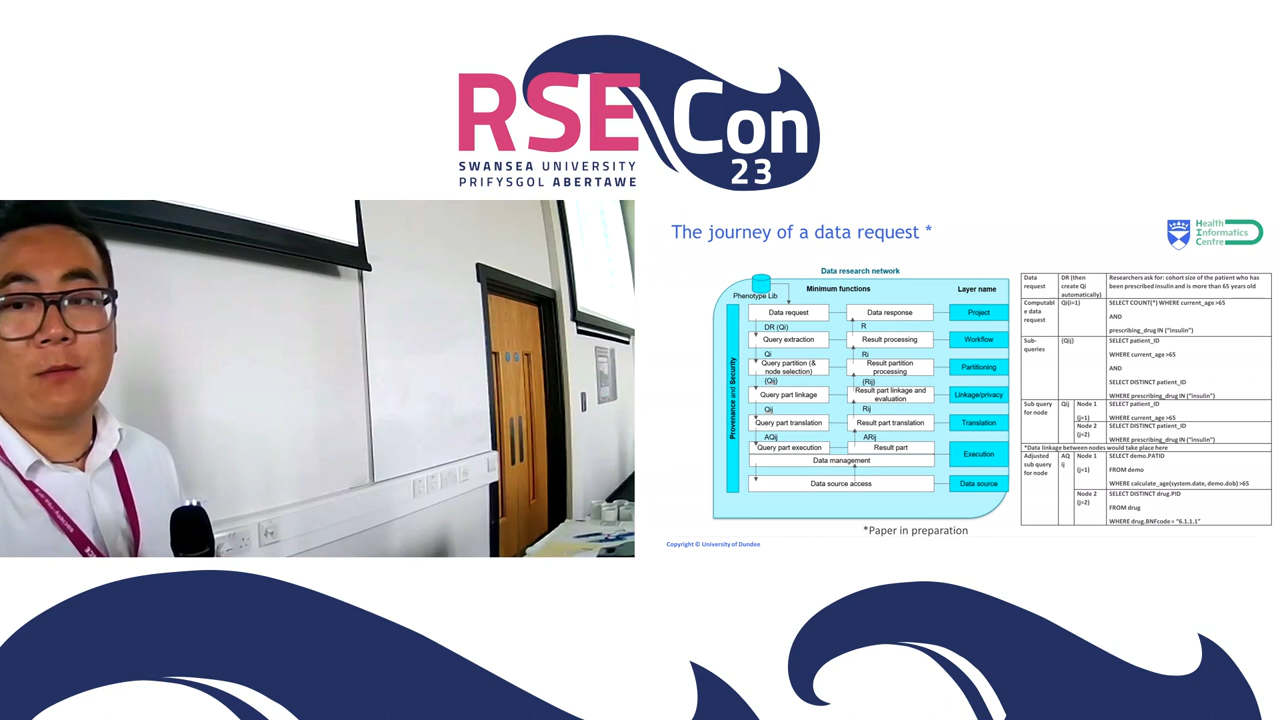 RSE Con
23
SWANSEA UNIVERSITY
PRIFYSGOL ABERTAWE
The journey of a data request *
Health
Informatics
Centre
Data research network
Phenotype Lib
Minimum functions
Layer name
Provenance and Security
Data request
Data response
Project
DR (Qi)
R
Query extraction
Result processing
Workflow
Qi
Ri
Query partition (&
node selection)
Result partition
processing
Partitioning
{Qij}
{Rij}
Query part linkage
Result part linkage and
evaluation
Linkage/privacy
Qij
Rij
Query part translation
Result part translation
Translation
AQij
ARij
Query part execution
Result part
Execution
Data management
Data source access
Data source
*Paper in preparation
Copyright © University of Dundee
Data
request
DR (then
create Qi
automatically)
Researchers ask for: cohort size of the patient who has
been prescribed insulin and is more than 65 years old
Computabl
e data
request
Qi(i=1)
SELECT COUNT(*) WHERE current_age >65
AND
prescribing_drug IN ("insulin")
Sub-
queries
{Qij}
SELECT patient_ID
WHERE current_age >65
AND
SELECT DISTINCT patient_ID
WHERE prescribing_drug IN ("insulin")
Sub query
for node
Qij
Node 1
(j=1)
SELECT patient_ID
WHERE current_age >65
Node 2
(j=2)
SELECT DISTINCT patient_ID
WHERE prescribing_drug IN ("insulin")
*Data linkage between nodes would take place here
Adjusted
sub query
for node
AQ
ij
Node 1
(j=1)
SELECT demo.PATID
FROM demo
WHERE calculate_age(system.date, demo.dob) >65
Node 2
(j=2)
SELECT DISTINCT drug.PID
FROM drug
WHERE drug.BNFcode = "6.1.1.1"